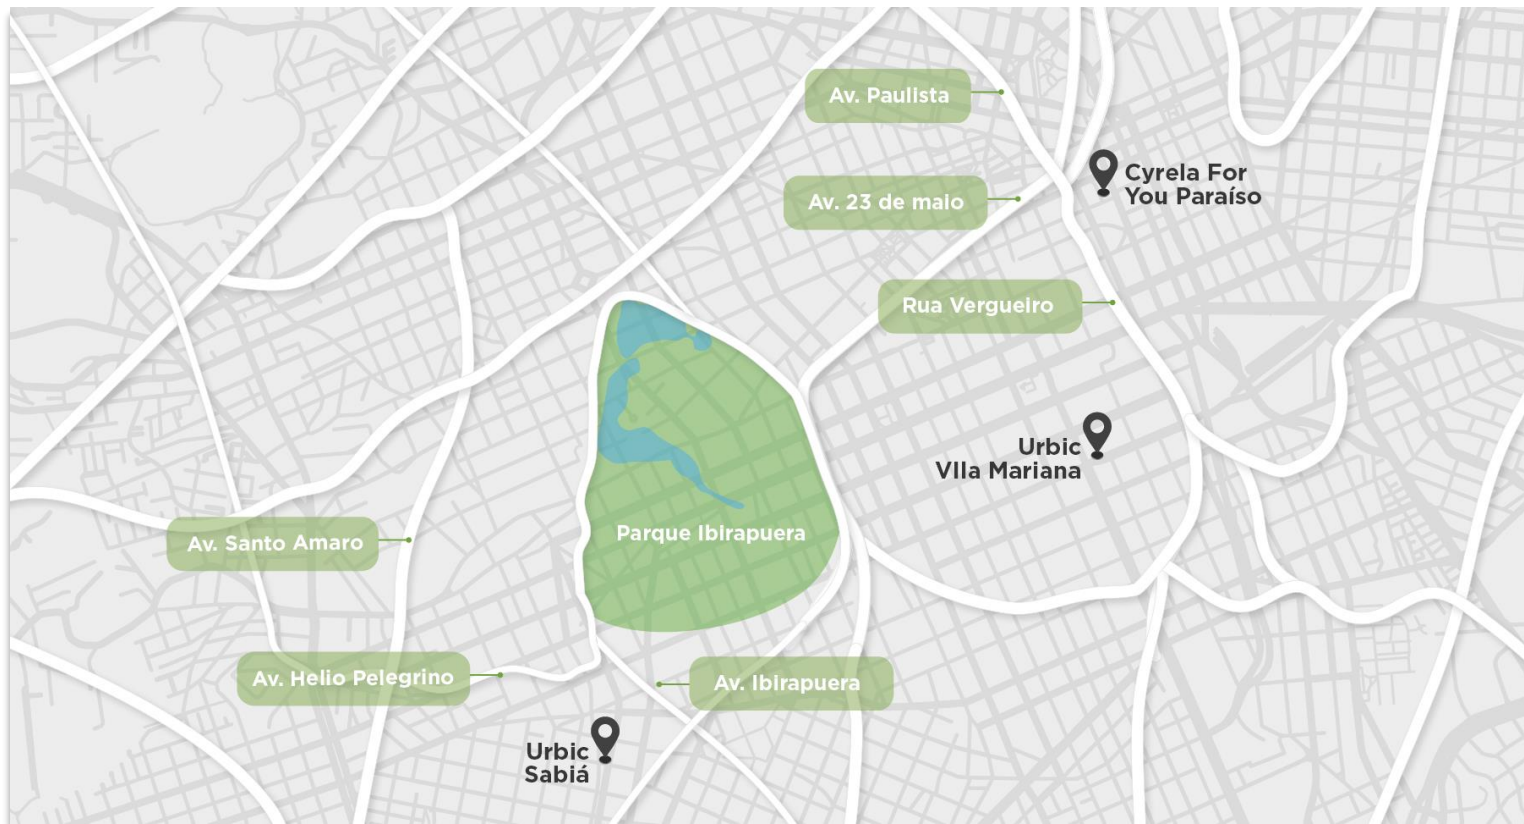 Av. Paulista
Cyrela For
You Paraíso
Av. 23 de maio
Rua Vergueiro
Urbic
VIla Mariana
Parque Ibirapuera
Av. Santo Amaro
Av. Helio Pelegrino
Av. Ibirapuera
Urbic
Sabiá